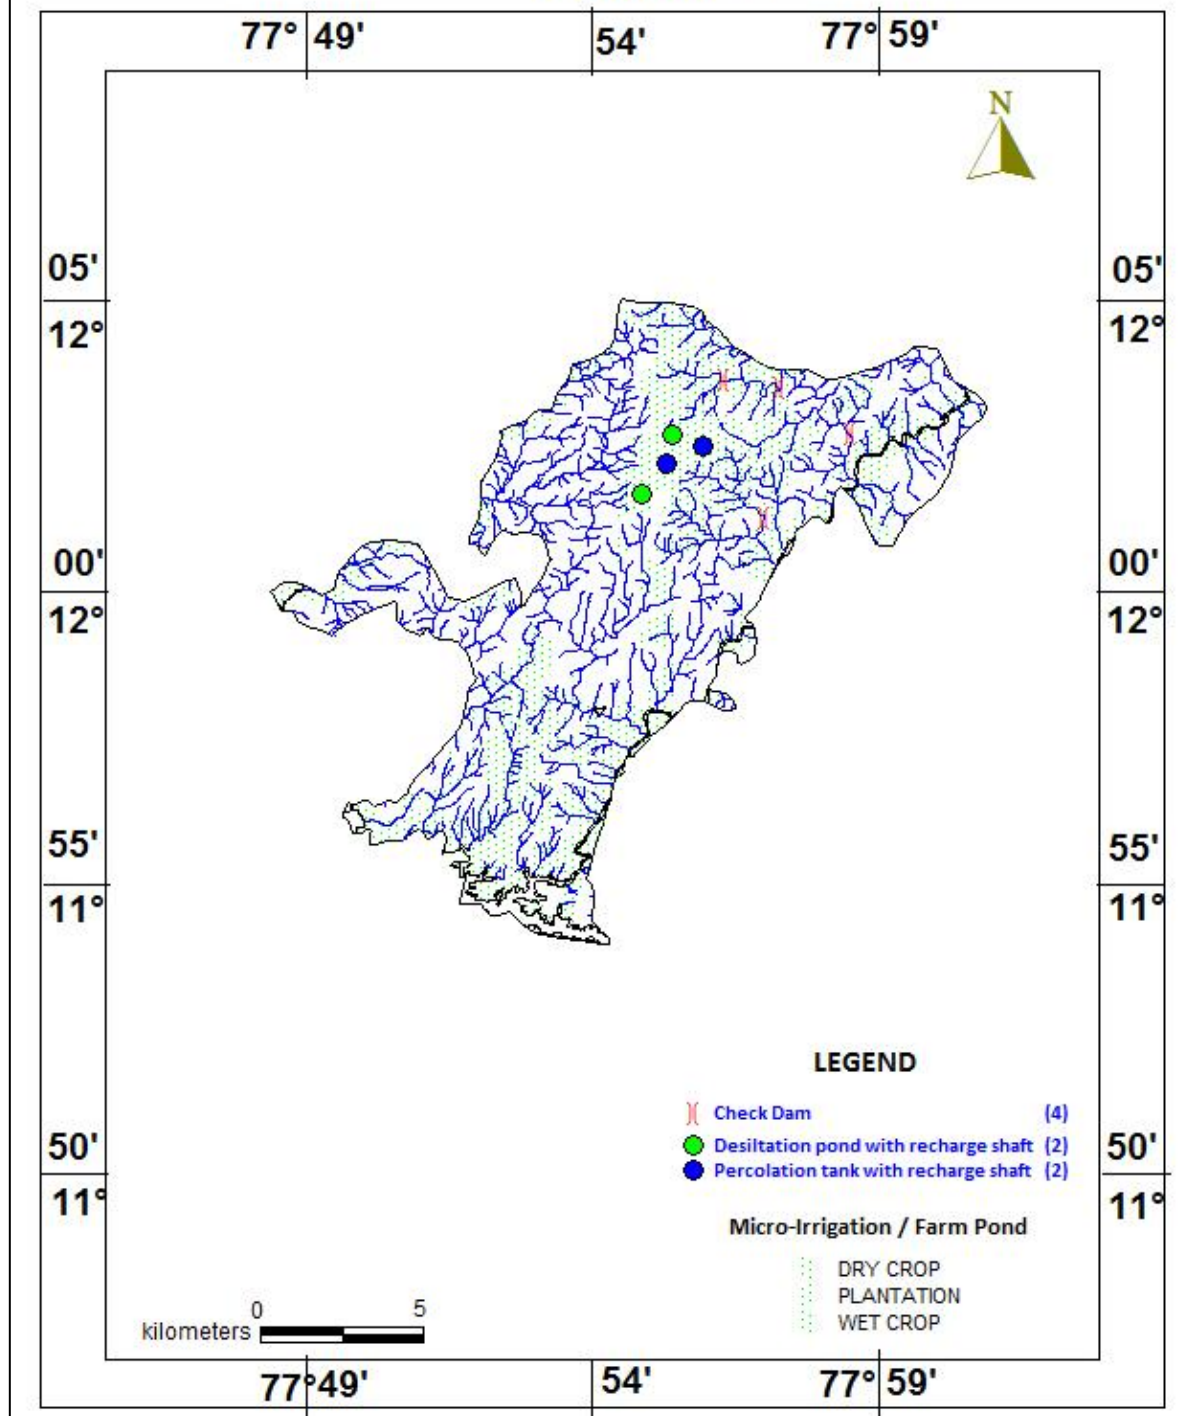 77° 49' 54' 77° 59'
N
05' 05'
12° 12°
00' 00'
12° 12°
55' 55'
11° 11°
LEGEND
Check Dam (4)
Desiltation pond with recharge shaft (2)
50' 50'
Percolation tank with recharge shaft (2)
11° 11°
Micro-Irrigation / Farm Pond
DRY CROP
PLANTATION
WET CROP
0 5
kilometers
77°49' 54' 77° 59'